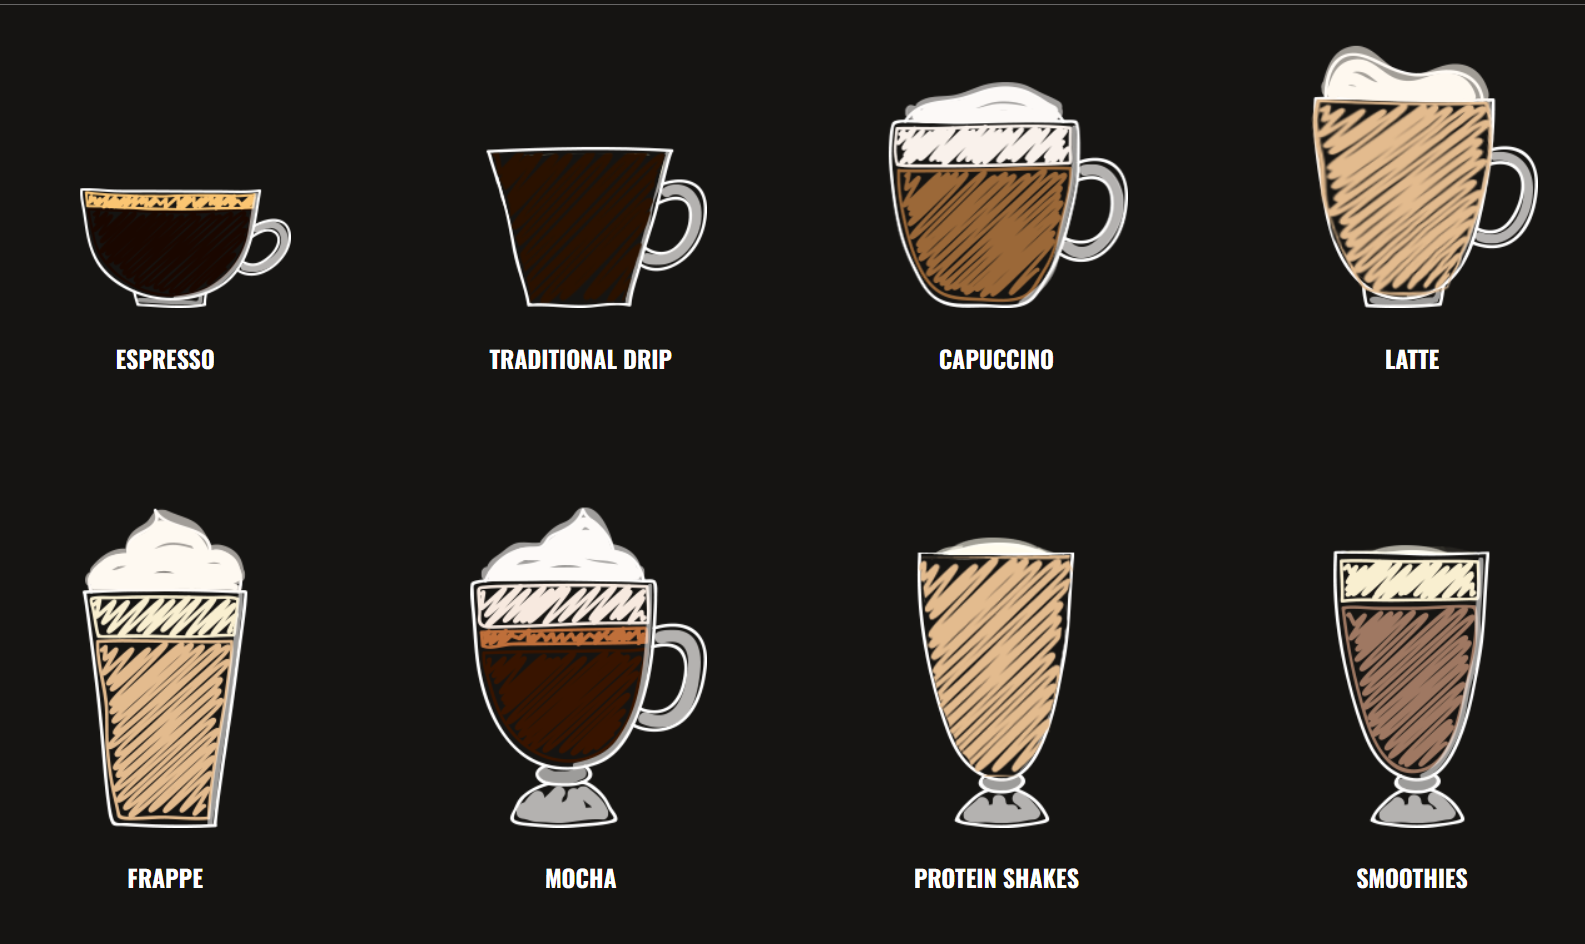 ESPRESSO
TRADITIONAL DRIP
CAPUCCINO
LATTE
FRAPPE
MOCHA
PROTEIN SHAKES
SMOOTHIES